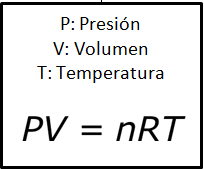 P: Presión
V: Volumen
T: Temperatura
PV = nRT